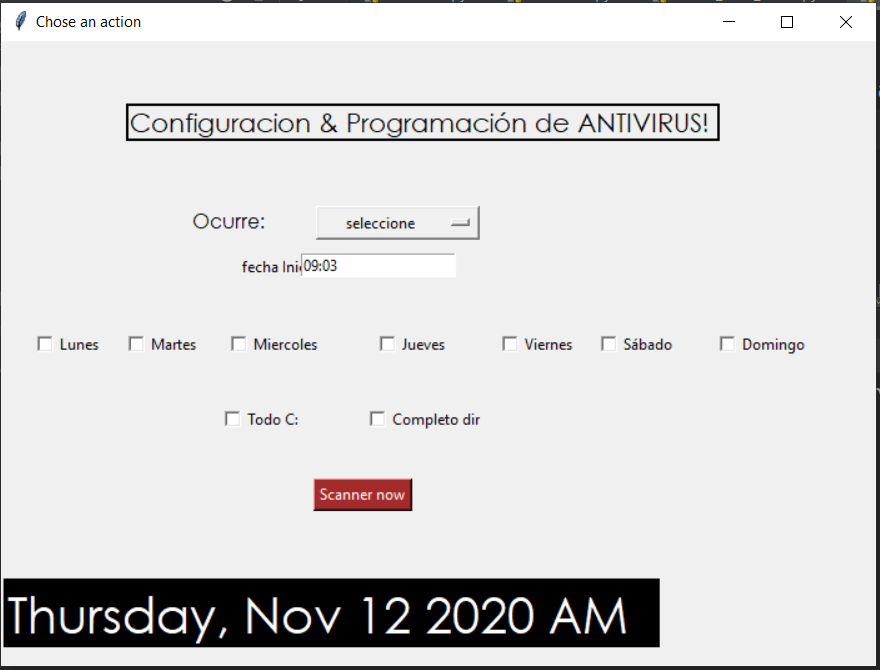 Chose an action
Configuracion & Programación de ANTIVIRUS!
Ocurre: seleccione
fecha Inic 09:03
Lunes Martes Miercoles Jueves Viernes Sábado Domingo
Todo C: Completo dir
Scanner now
Thursday, Nov 12 2020 AM